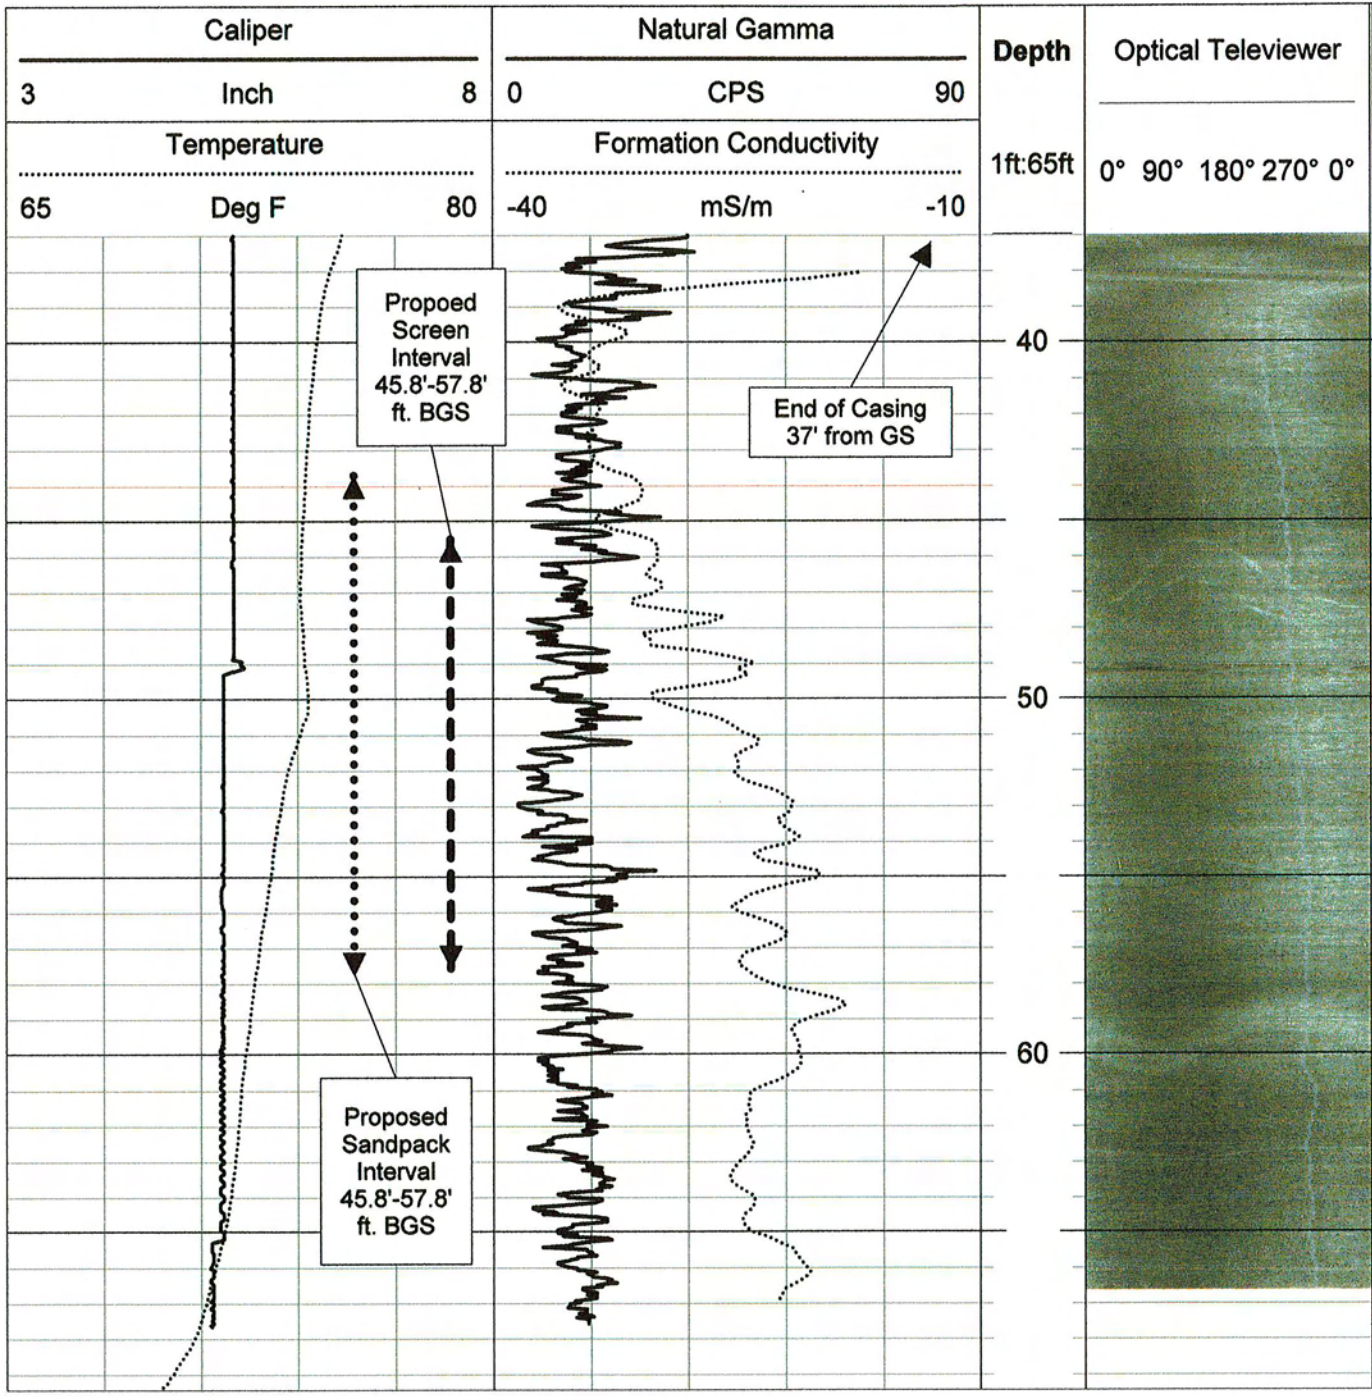 Caliper
3 Inch 8
Temperature
65 Deg F 80
Natural Gamma
0 CPS 90
Formation Conductivity
-40 mS/m -10
Depth
1ft:65ft
Optical Televiewer
0° 90° 180° 270° 0°
Propoed
Screen
Interval
45.8'-57.8'
ft. BGS
End of Casing
37' from GS
40
50
60
Proposed
Sandpack
Interval
45.8'-57.8'
ft. BGS